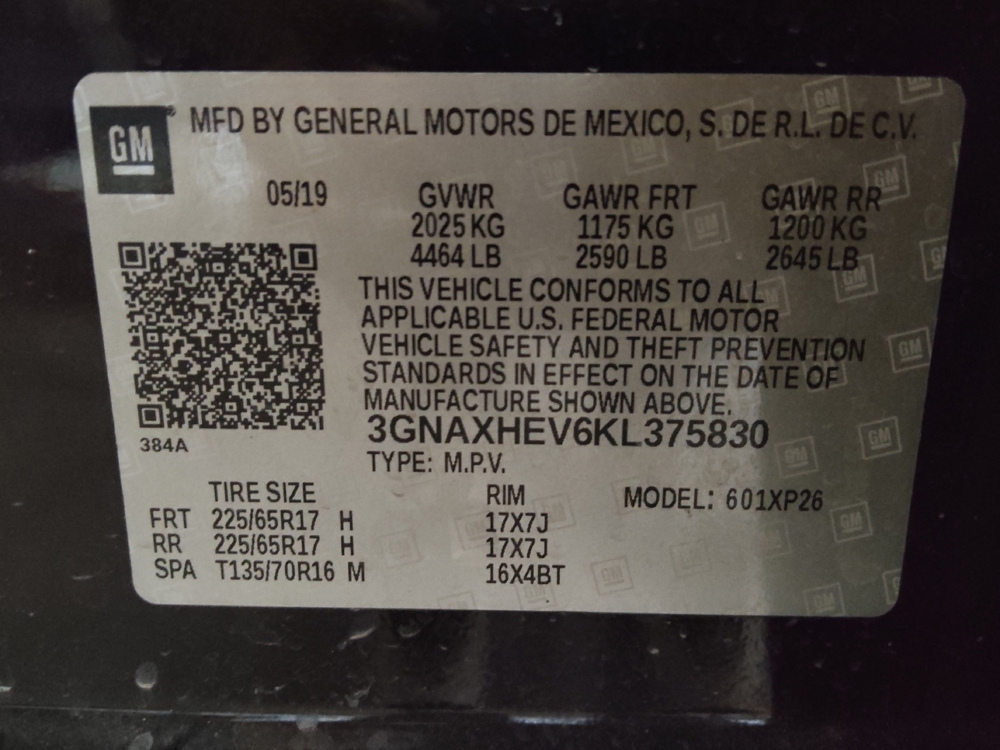 GM
MFD BY GENERAL MOTORS DE MEXICO, S. DE R.L. DE C.V.
05/19 GVWR GAWR FRT GAWR RR
2025 KG 1175 KG 1200 KG
4464 LB 2590 LB 2645 LB
THIS VEHICLE CONFORMS TO ALL
APPLICABLE U.S. FEDERAL MOTOR
VEHICLE SAFETY AND THEFT PREVENTION
STANDARDS IN EFFECT ON THE DATE OF
MANUFACTURE SHOWN ABOVE.
384A
3GNAXHEV6KL375830
TYPE: M.P.V.
TIRE SIZE RIM MODEL: 601XP26
FRT 225/65R17 H 17X7J
RR 225/65R17 H 17X7J
SPA T135/70R16 M 16X4BT